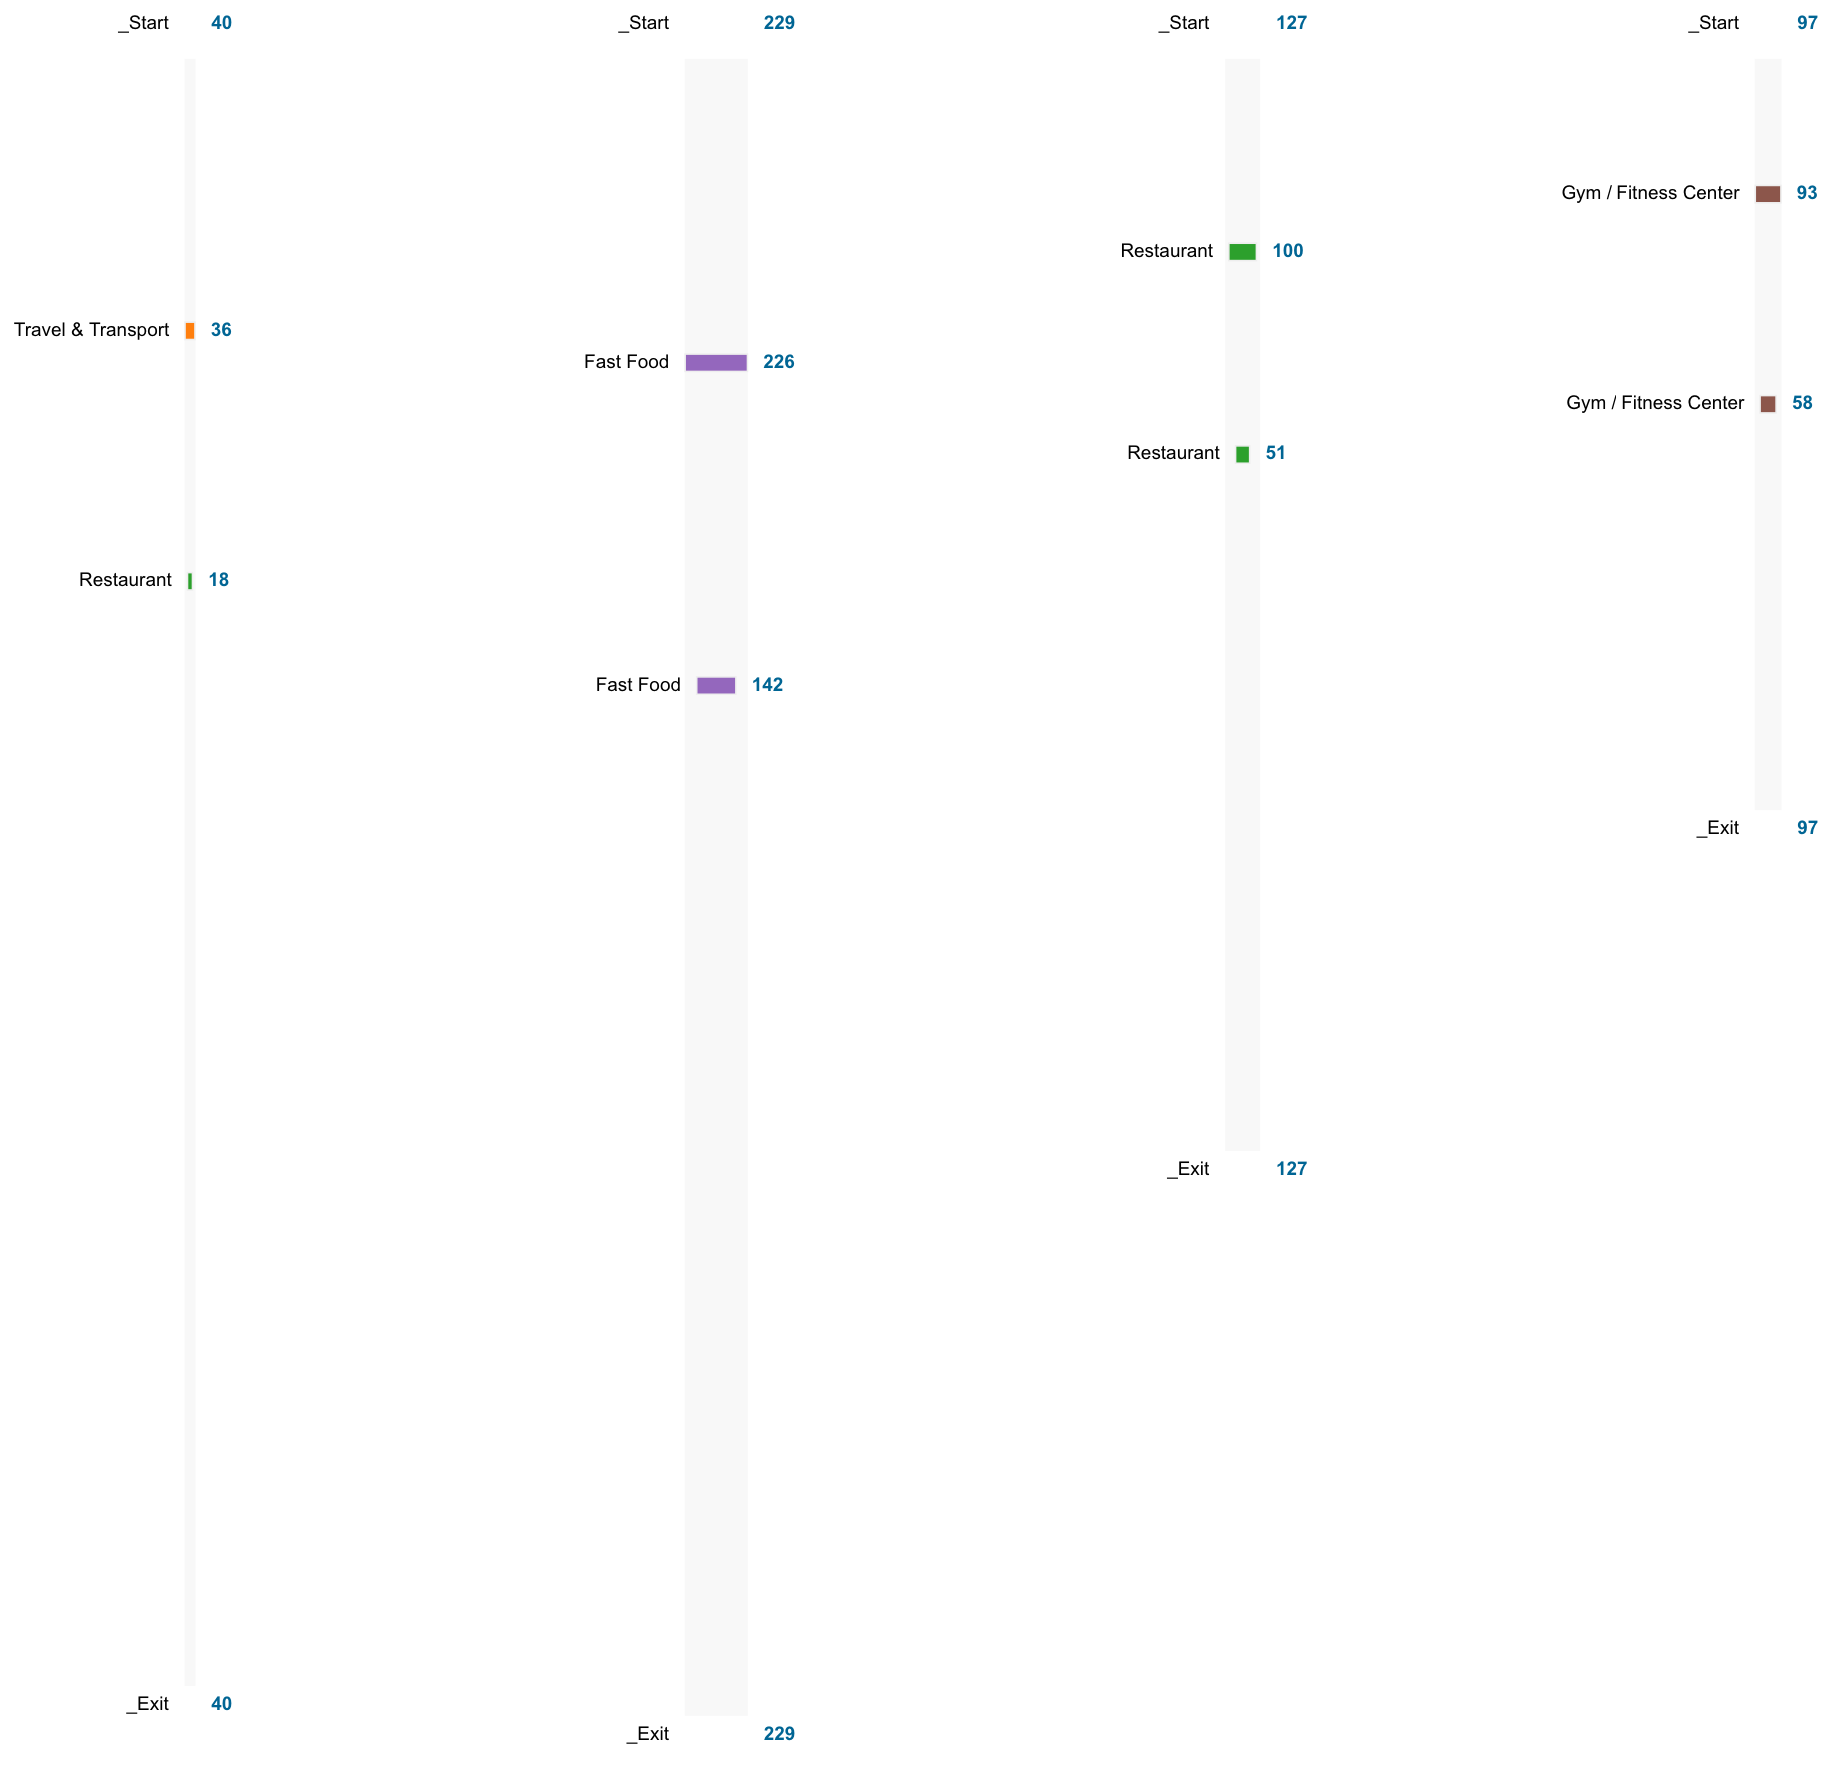 _Start 40
_Start 229
_Start 127
_Start 97
Gym / Fitness Center 93
Restaurant 100
Travel & Transport 36
Fast Food 226
Gym / Fitness Center 58
Restaurant 51
Restaurant 18
Fast Food 142
_Exit 97
_Exit 127
_Exit 40
_Exit 229